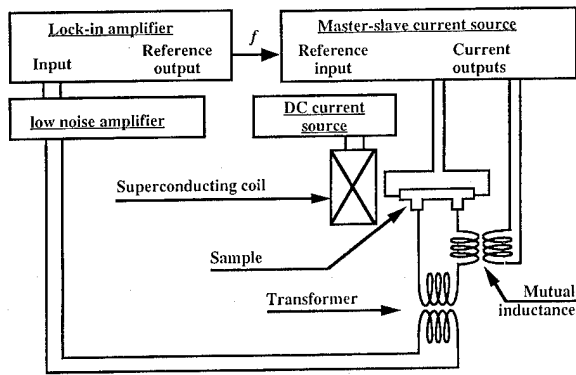 Lock-in amplifier
Input
Reference
output
f
Master-slave current source
Reference
input
Current
outputs
low noise amplifier
DC current
source
Superconducting coil
Sample
Transformer
Mutual
inductance